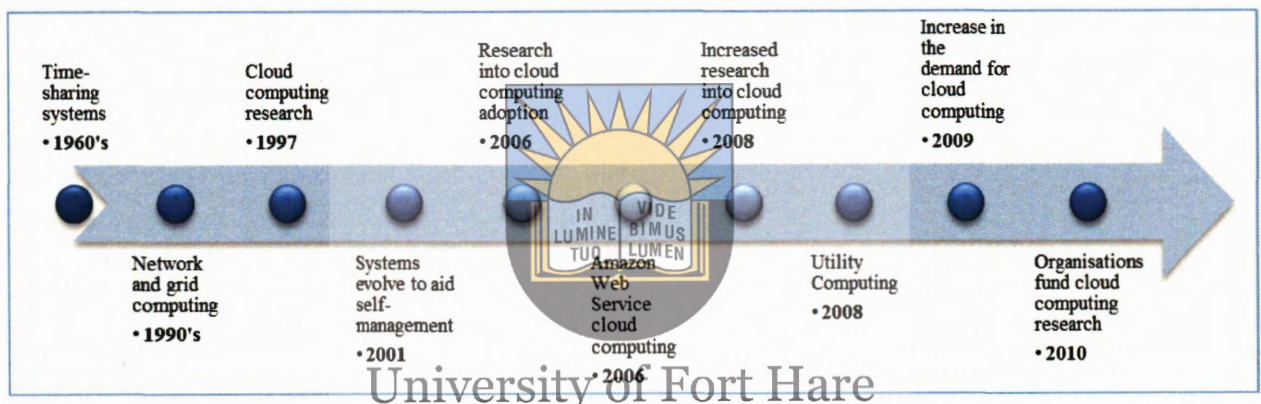 Time-
sharing
systems
• 1960's
Network
and grid
computing
• 1990's
Cloud
computing
research
• 1997
Systems
evolve to aid
self-
management
• 2001
Research
into cloud
computing
adoption
• 2006
Amazon
Web
Service
cloud
computing
• 2006
Increased
research
into cloud
computing
• 2008
Utility
Computing
• 2008
Increase in
the
demand for
cloud
computing
• 2009
Organisations
fund cloud
computing
research
• 2010
IN
LUMINE
TUO
VIDE
BIMUS
LUMEN
University of Fort Hare